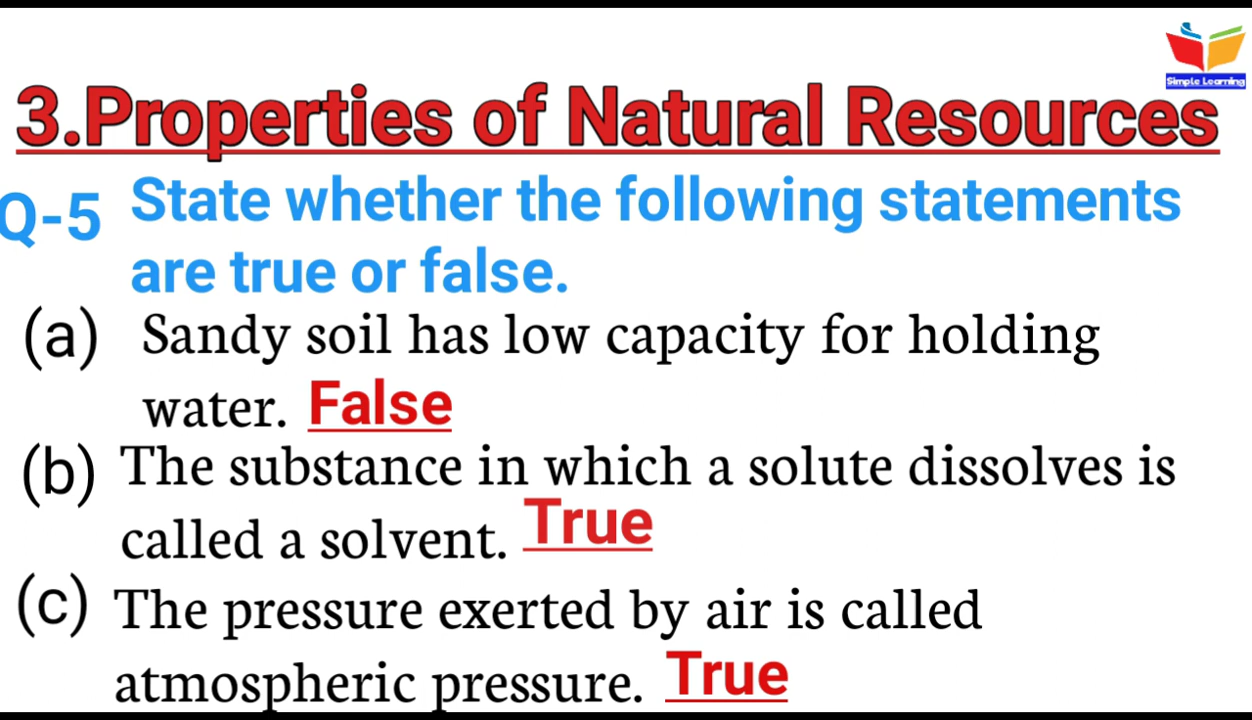 Simple Learning
3.Properties of Natural Resources
Q-5 State whether the following statements
are true or false.
(a) Sandy soil has low capacity for holding
water. False
(b) The substance in which a solute dissolves is
called a solvent. True
(c) The pressure exerted by air is called
atmospheric pressure. True